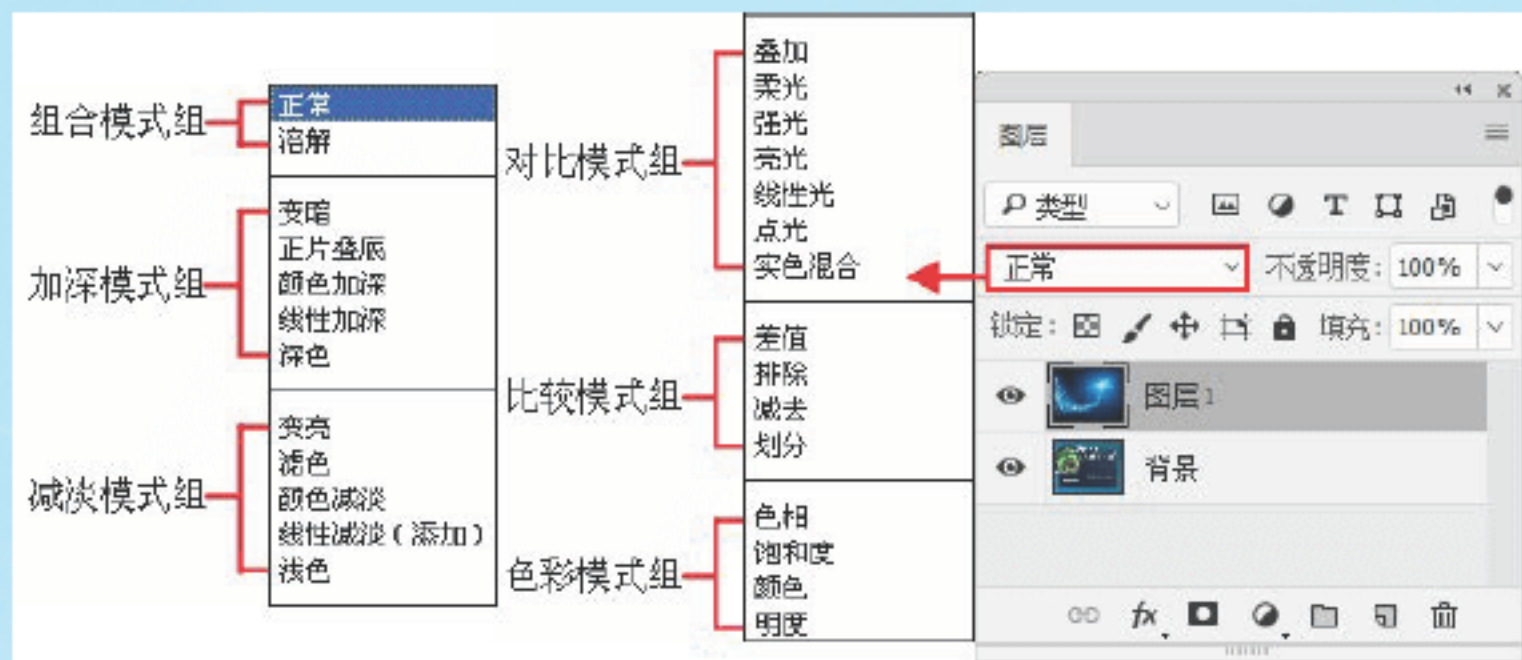 组合模式组
正常
溶解
加深模式组
变暗
正片叠底
颜色加深
线性加深
深色
减淡模式组
变亮
滤色
颜色减淡
线性减淡(添加)
浅色
对比模式组
叠加
柔光
强光
亮光
线性光
点光
实色混合
比较模式组
差值
排除
减去
划分
色彩模式组
色相
饱和度
颜色
明度
图层
类型
正常 不透明度: 100%
锁定: 填充: 100%
图层 1
背景
fx